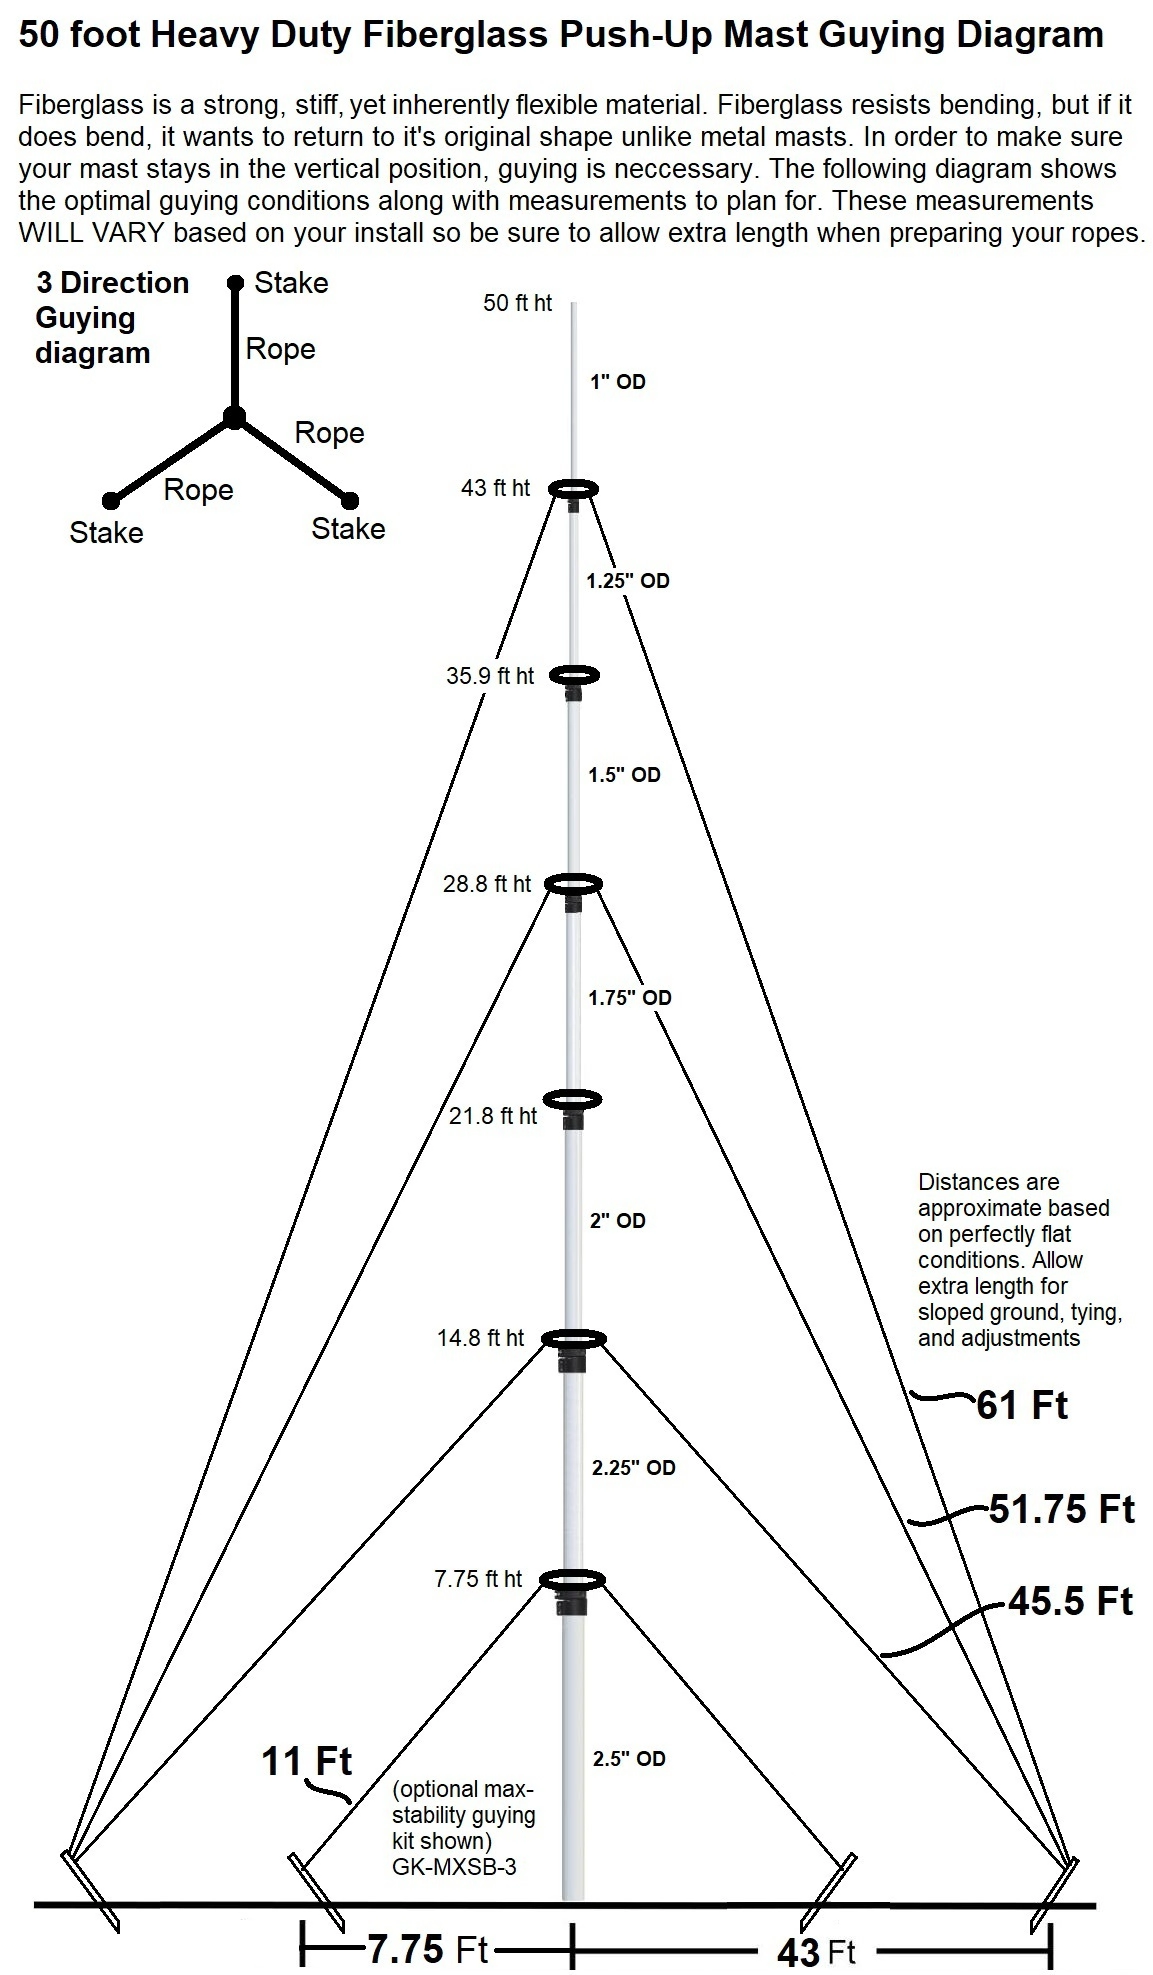 50 foot Heavy Duty Fiberglass Push-Up Mast Guying Diagram
Fiberglass is a strong, stiff, yet inherently flexible material. Fiberglass resists bending, but if it
does bend, it wants to return to it's original shape unlike metal masts. In order to make sure
your mast stays in the vertical position, guying is neccessary. The following diagram shows
the optimal guying conditions along with measurements to plan for. These measurements
WILL VARY based on your install so be sure to allow extra length when preparing your ropes.
3 Direction
Guying
diagram
Stake
Rope
Rope
Rope
Stake
Stake
50 ft ht
1" OD
43 ft ht
1.25" OD
35.9 ft ht
1.5" OD
28.8 ft ht
1.75" OD
21.8 ft ht
2" OD
Distances are
approximate based
on perfectly flat
conditions. Allow
extra length for
sloped ground, tying,
and adjustments
14.8 ft ht
61 Ft
2.25" OD
51.75 Ft
7.75 ft ht
45.5 Ft
11 Ft
2.5" OD
(optional max-
stability guying
kit shown)
GK-MXSB-3
7.75 Ft
43 Ft